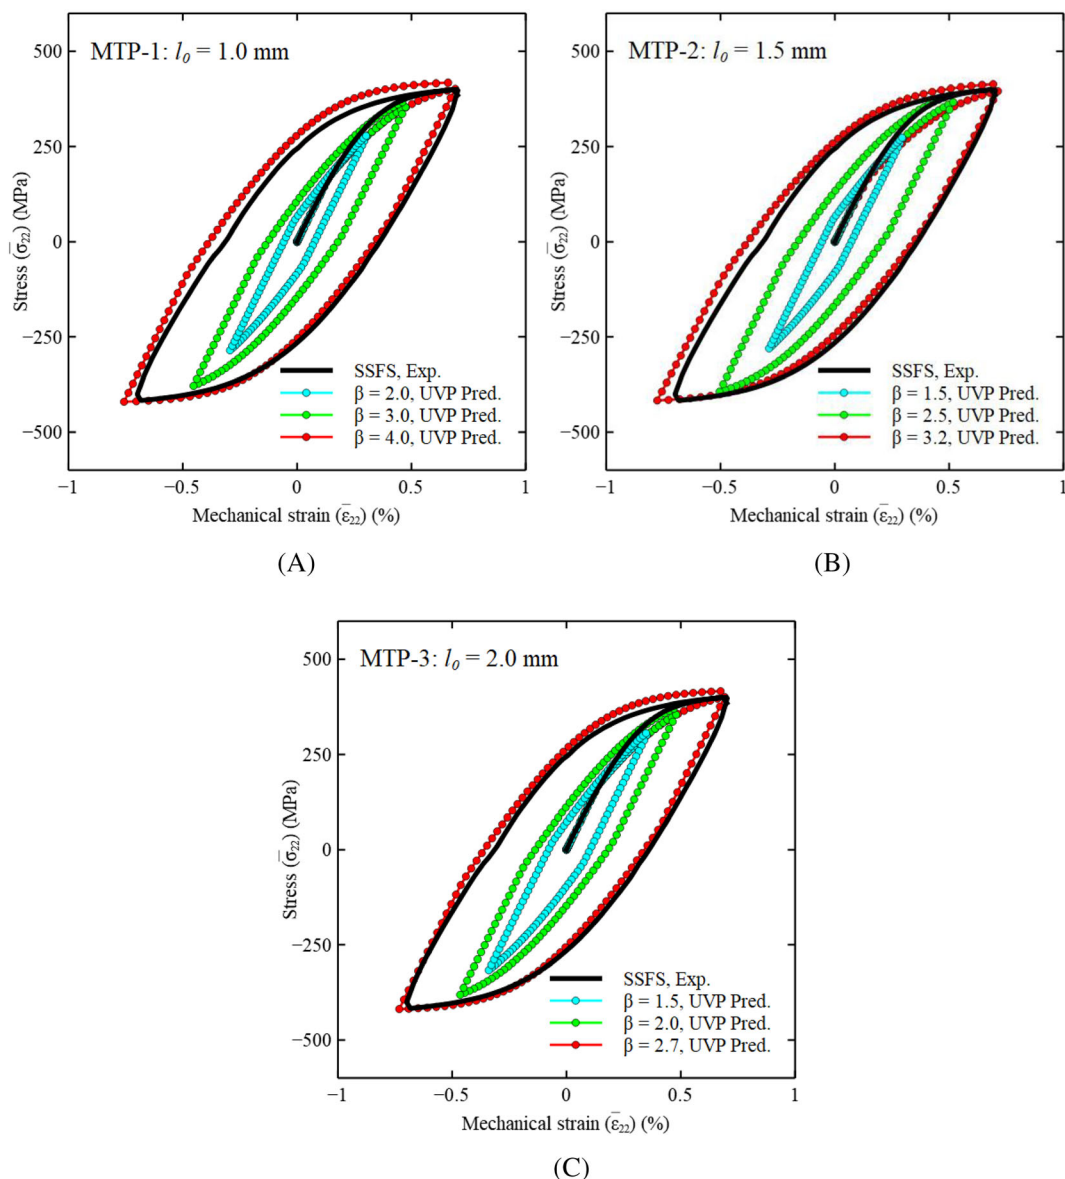 MTP-1: l₀ = 1.0 mm
500
250
0
−250
−500
Stress (σ̅₂₂) (MPa)
SSFS, Exp.
β = 2.0, UVP Pred.
β = 3.0, UVP Pred.
β = 4.0, UVP Pred.
−1 −0.5 0 0.5 1
Mechanical strain (ε̅₂₂) (%)
(A)
MTP-2: l₀ = 1.5 mm
500
250
0
−250
−500
Stress (σ̅₂₂) (MPa)
SSFS, Exp.
β = 1.5, UVP Pred.
β = 2.5, UVP Pred.
β = 3.2, UVP Pred.
−1 −0.5 0 0.5 1
Mechanical strain (ε̅₂₂) (%)
(B)
MTP-3: l₀ = 2.0 mm
500
250
0
−250
−500
Stress (σ̅₂₂) (MPa)
SSFS, Exp.
β = 1.5, UVP Pred.
β = 2.0, UVP Pred.
β = 2.7, UVP Pred.
−1 −0.5 0 0.5 1
Mechanical strain (ε̅₂₂) (%)
(C)